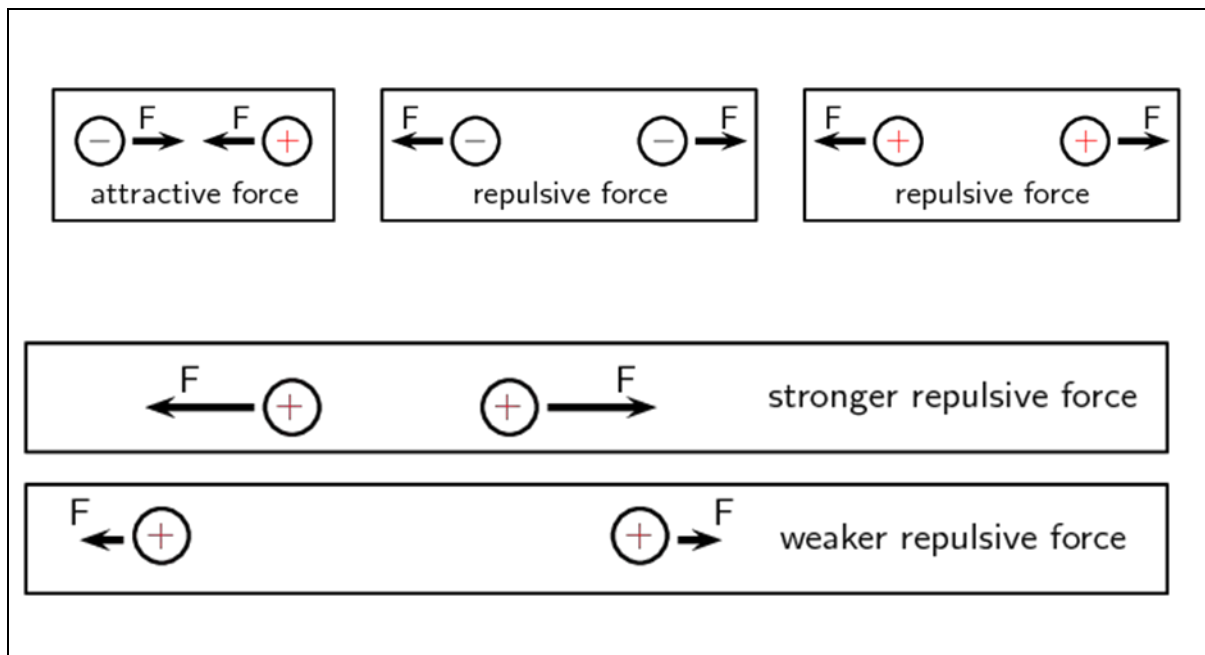 F F
− +
attractive force
F F
− −
repulsive force
F F
+ +
repulsive force
F F
+ + stronger repulsive force
F F
+ + weaker repulsive force